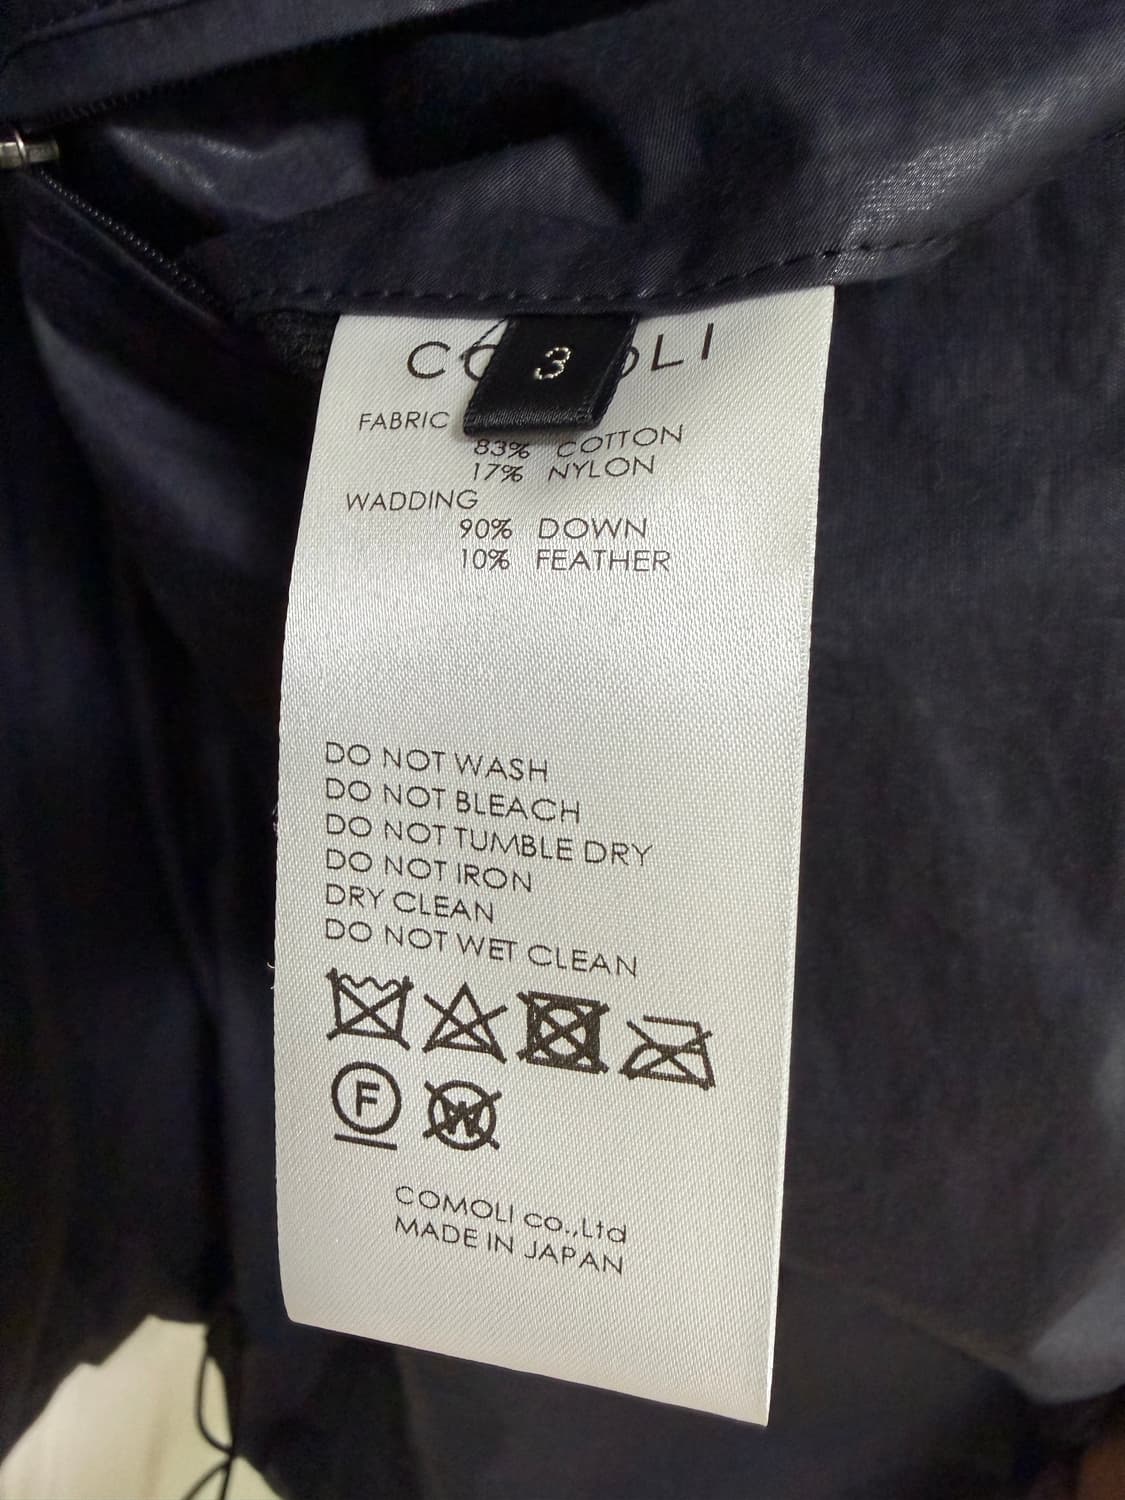 COMOLI
3
FABRIC
83% COTTON
17% NYLON
WADDING
90% DOWN
10% FEATHER
DO NOT WASH
DO NOT BLEACH
DO NOT TUMBLE DRY
DO NOT IRON
DRY CLEAN
DO NOT WET CLEAN
F W
COMOLI co.,Ltd
MADE IN JAPAN